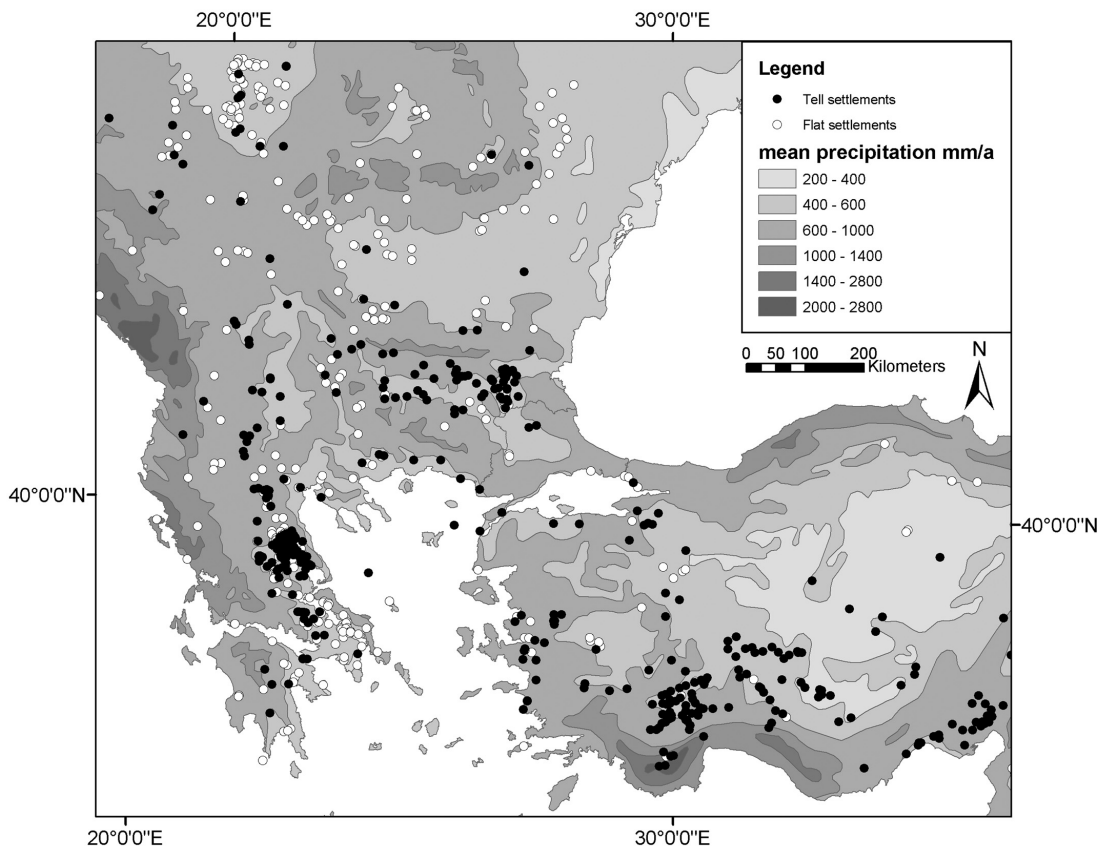 20°0'0"E 30°0'0"E
Legend
Tell settlements
Flat settlements
mean precipitation mm/a
200 - 400
400 - 600
600 - 1000
1000 - 1400
1400 - 2800
2000 - 2800
0 50 100 200
Kilometers
N
40°0'0"N
40°0'0"N
20°0'0"E 30°0'0"E